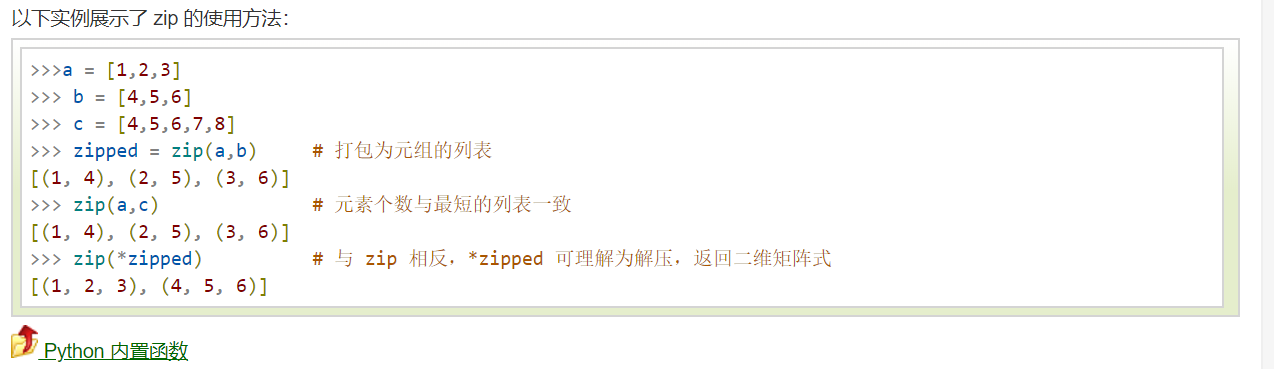 以下实例展示了 zip 的使用方法：
>>>a = [1,2,3]
>>> b = [4,5,6]
>>> c = [4,5,6,7,8]
>>> zipped = zip(a,b)     # 打包为元组的列表
[(1, 4), (2, 5), (3, 6)]
>>> zip(a,c)              # 元素个数与最短的列表一致
[(1, 4), (2, 5), (3, 6)]
>>> zip(*zipped)          # 与 zip 相反，*zipped 可理解为解压，返回二维矩阵式
[(1, 2, 3), (4, 5, 6)]
Python 内置函数